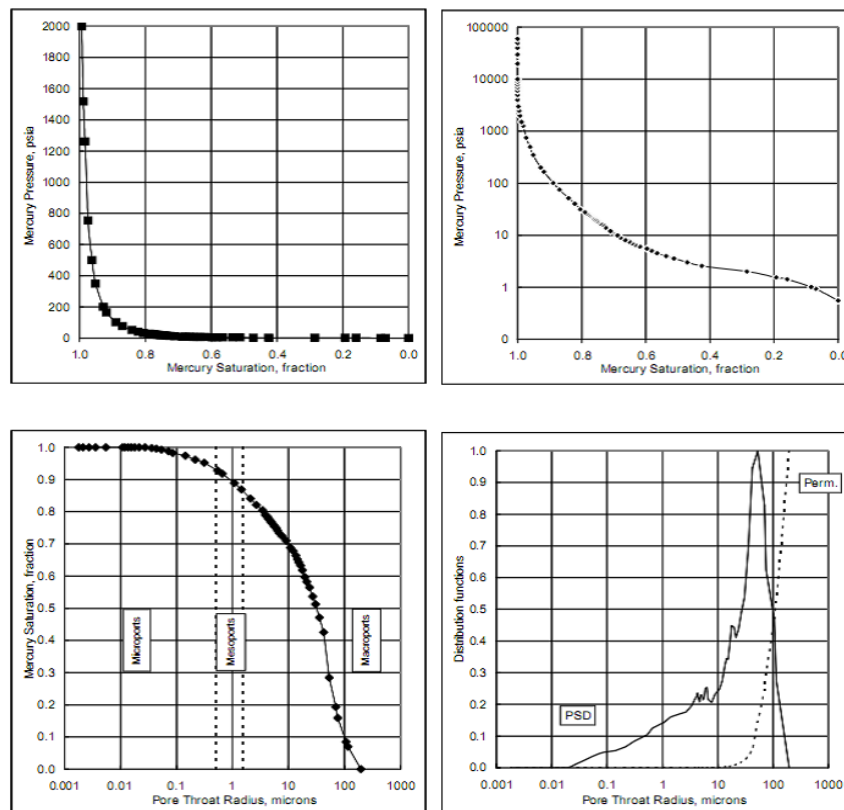 2000
1800
1600
1400
1200
1000
800
600
400
200
0
Mercury Pressure, psia
1.0 0.8 0.6 0.4 0.2 0.0
Mercury Saturation, fraction
100000
10000
1000
100
10
1
0
Mercury Pressure, psia
1.0 0.8 0.6 0.4 0.2 0.0
Mercury Saturation, fraction
1.0
0.9
0.8
0.7
0.6
0.5
0.4
0.3
0.2
0.1
0.0
Mercury Saturation, fraction
Microports
Mesoports
Macroports
0.001 0.01 0.1 1 10 100 1000
Pore Throat Radius, microns
1.0
0.9
0.8
0.7
0.6
0.5
0.4
0.3
0.2
0.1
0.0
Distribution functions
Perm.
PSD
0.001 0.01 0.1 1 10 100 1000
Pore Throat Radius, microns